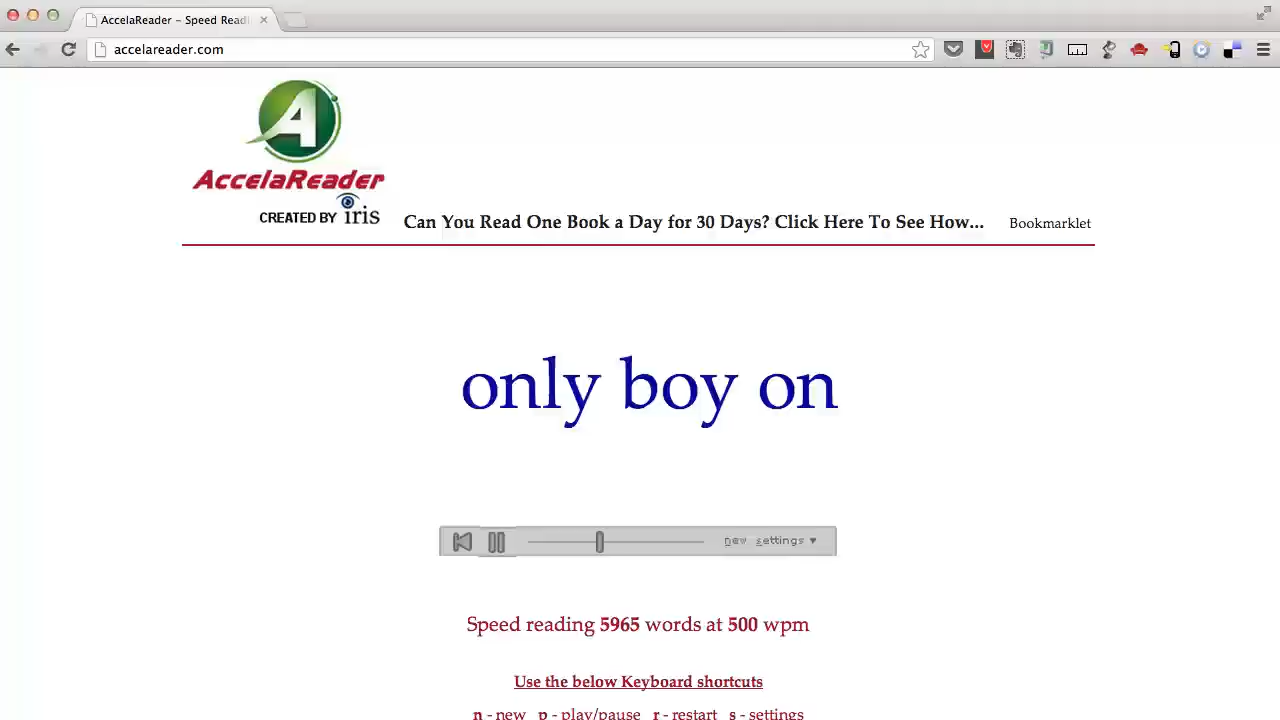 AccelaReader - Speed Readi
accelareader.com
A
AccelaReader
CREATED BY iris
Can You Read One Book a Day for 30 Days? Click Here To See How... Bookmarklet
only boy on
new settings ▼
Speed reading 5965 words at 500 wpm
Use the below Keyboard shortcuts
n - new p - play/pause r - restart s - settings